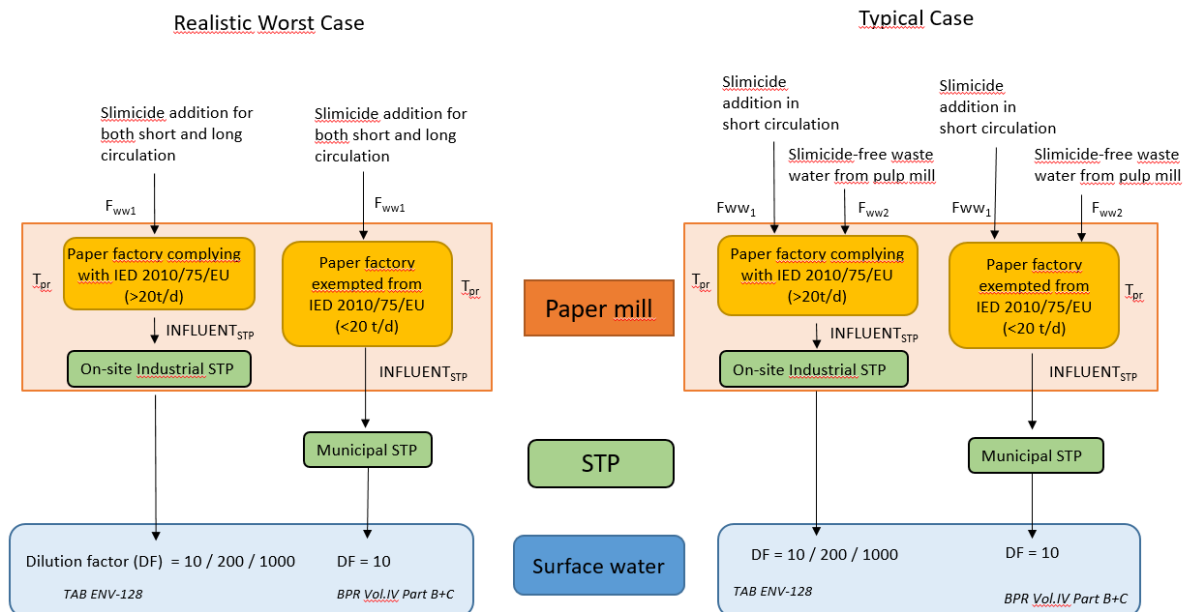 Realistic Worst Case
Slimicide addition for
both short and long
circulation
Slimicide addition for
both short and long
circulation
Fww1
Fww1
Tpr
Paper factory complying
with IED 2010/75/EU
(>20t/d)
Paper factory
exempted from
IED 2010/75/EU
(<20 t/d)
Tpr
INFLUENTSTP
On-site Industrial STP
INFLUENTSTP
Municipal STP
Dilution factor (DF) = 10 / 200 / 1000
DF = 10
TAB ENV-128
BPR Vol.IV Part B+C
Paper mill
STP
Surface water
Typical Case
Slimicide
addition in
short circulation
Slimicide
addition in
short circulation
Slimicide-free waste
water from pulp mill
Slimicide-free waste
water from pulp mill
Fww1
Fww2
Fww1
Fww2
Tpr
Paper factory complying
with IED 2010/75/EU
(>20t/d)
Paper factory
exempted from
IED 2010/75/EU
(<20 t/d)
Tpr
INFLUENTSTP
On-site Industrial STP
INFLUENTSTP
Municipal STP
DF = 10 / 200 / 1000
DF = 10
TAB ENV-128
BPR Vol.IV Part B+C